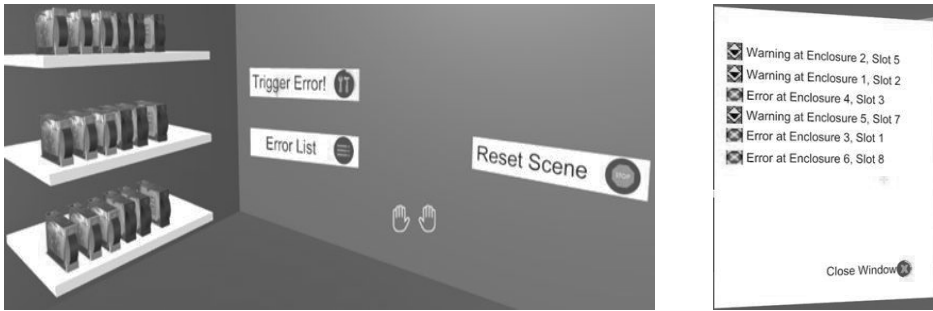 Trigger Error!
Error List
Reset Scene
STOP
Warning at Enclosure 2, Slot 5
Warning at Enclosure 1, Slot 2
Error at Enclosure 4, Slot 3
Warning at Enclosure 5, Slot 7
Error at Enclosure 3, Slot 1
Error at Enclosure 6, Slot 8
Close Window